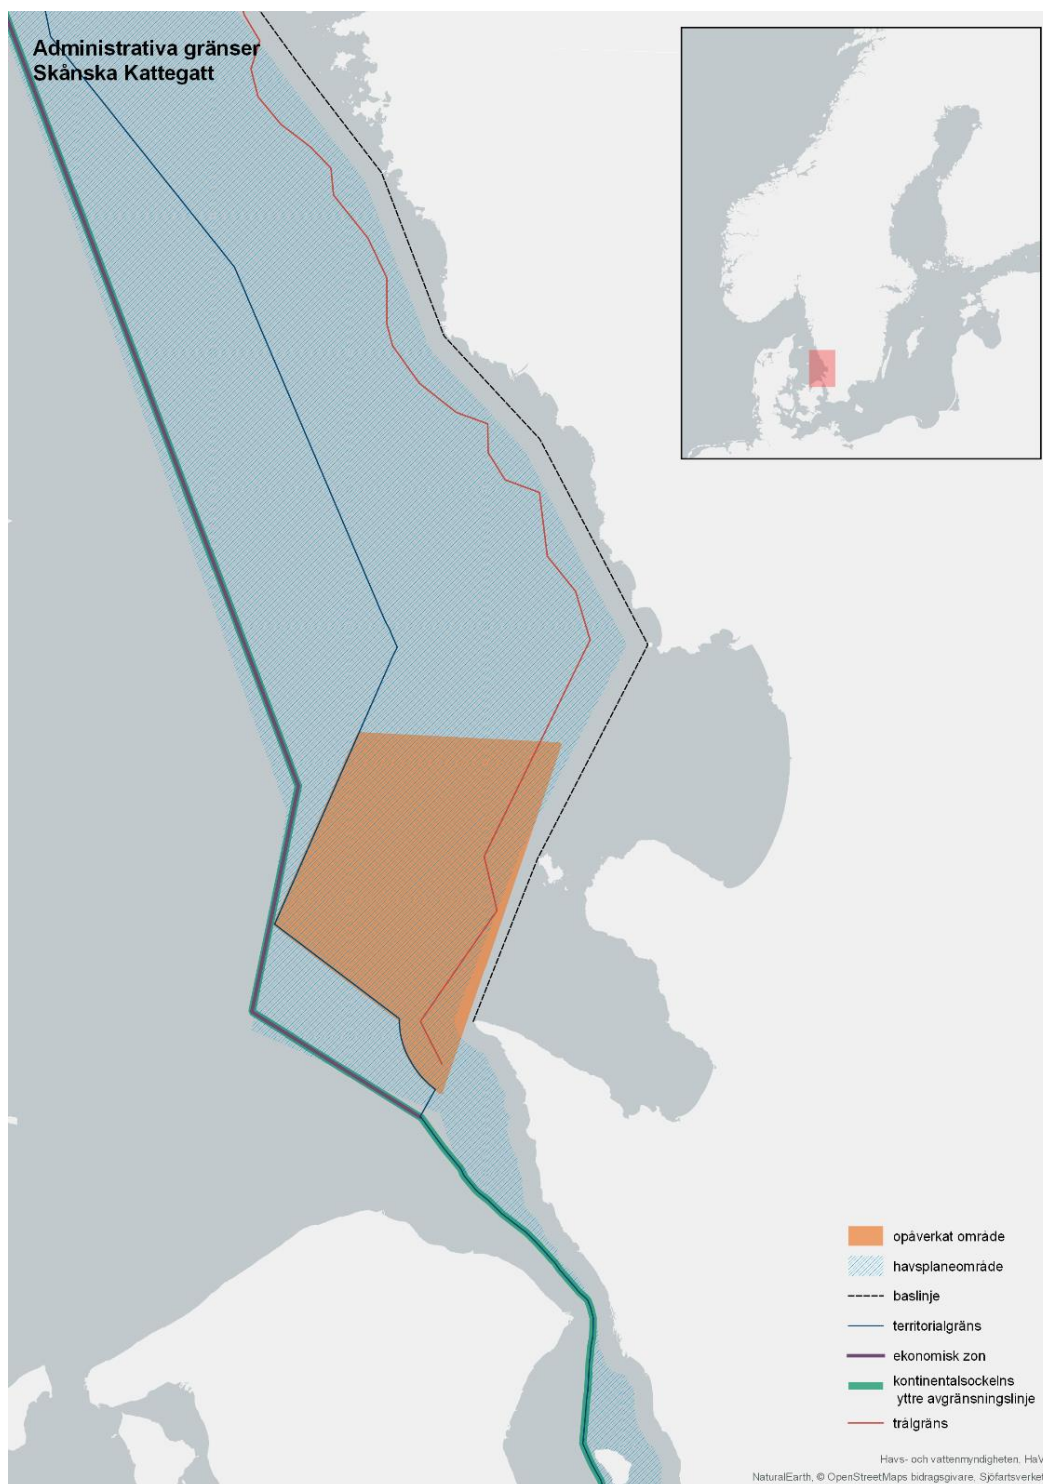 Administrativa gränser
Skånska Kattegatt
opåverkat område
havsplaneområde
baslinje
territorialgräns
ekonomisk zon
kontinentalsockelns
yttre avgränsningslinje
trålgräns
Havs- och vattenmyndigheten, HaV
NaturalEarth, © OpenStreetMaps bidragsgivare, Sjöfartsverket